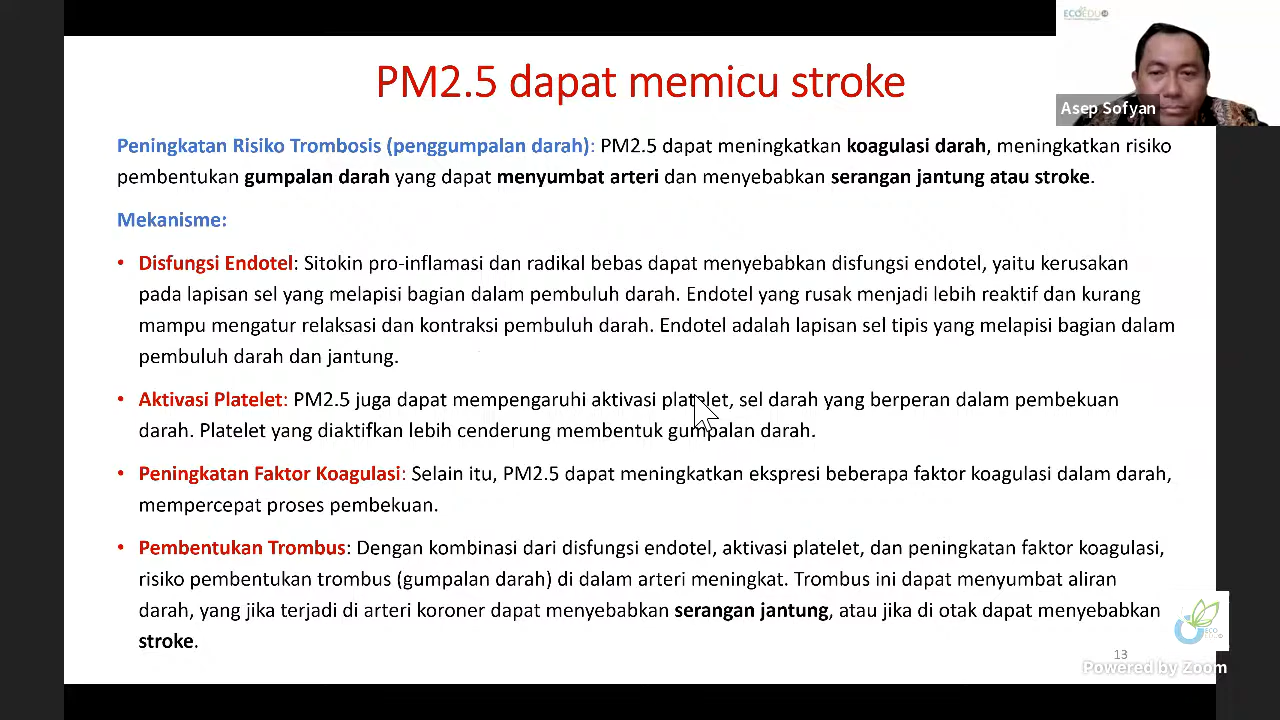 ECOEDU
PM2.5 dapat memicu stroke
Asep Sofyan
Peningkatan Risiko Trombosis (penggumpalan darah): PM2.5 dapat meningkatkan koagulasi darah, meningkatkan risiko
pembentukan gumpalan darah yang dapat menyumbat arteri dan menyebabkan serangan jantung atau stroke.
Mekanisme:
• Disfungsi Endotel: Sitokin pro-inflamasi dan radikal bebas dapat menyebabkan disfungsi endotel, yaitu kerusakan
pada lapisan sel yang melapisi bagian dalam pembuluh darah. Endotel yang rusak menjadi lebih reaktif dan kurang
mampu mengatur relaksasi dan kontraksi pembuluh darah. Endotel adalah lapisan sel tipis yang melapisi bagian dalam
pembuluh darah dan jantung.
• Aktivasi Platelet: PM2.5 juga dapat mempengaruhi aktivasi platelet, sel darah yang berperan dalam pembekuan
darah. Platelet yang diaktifkan lebih cenderung membentuk gumpalan darah.
• Peningkatan Faktor Koagulasi: Selain itu, PM2.5 dapat meningkatkan ekspresi beberapa faktor koagulasi dalam darah,
mempercepat proses pembekuan.
• Pembentukan Trombus: Dengan kombinasi dari disfungsi endotel, aktivasi platelet, dan peningkatan faktor koagulasi,
risiko pembentukan trombus (gumpalan darah) di dalam arteri meningkat. Trombus ini dapat menyumbat aliran
darah, yang jika terjadi di arteri koroner dapat menyebabkan serangan jantung, atau jika di otak dapat menyebabkan
stroke.
ECO
EDU
13
Powered by Zoom